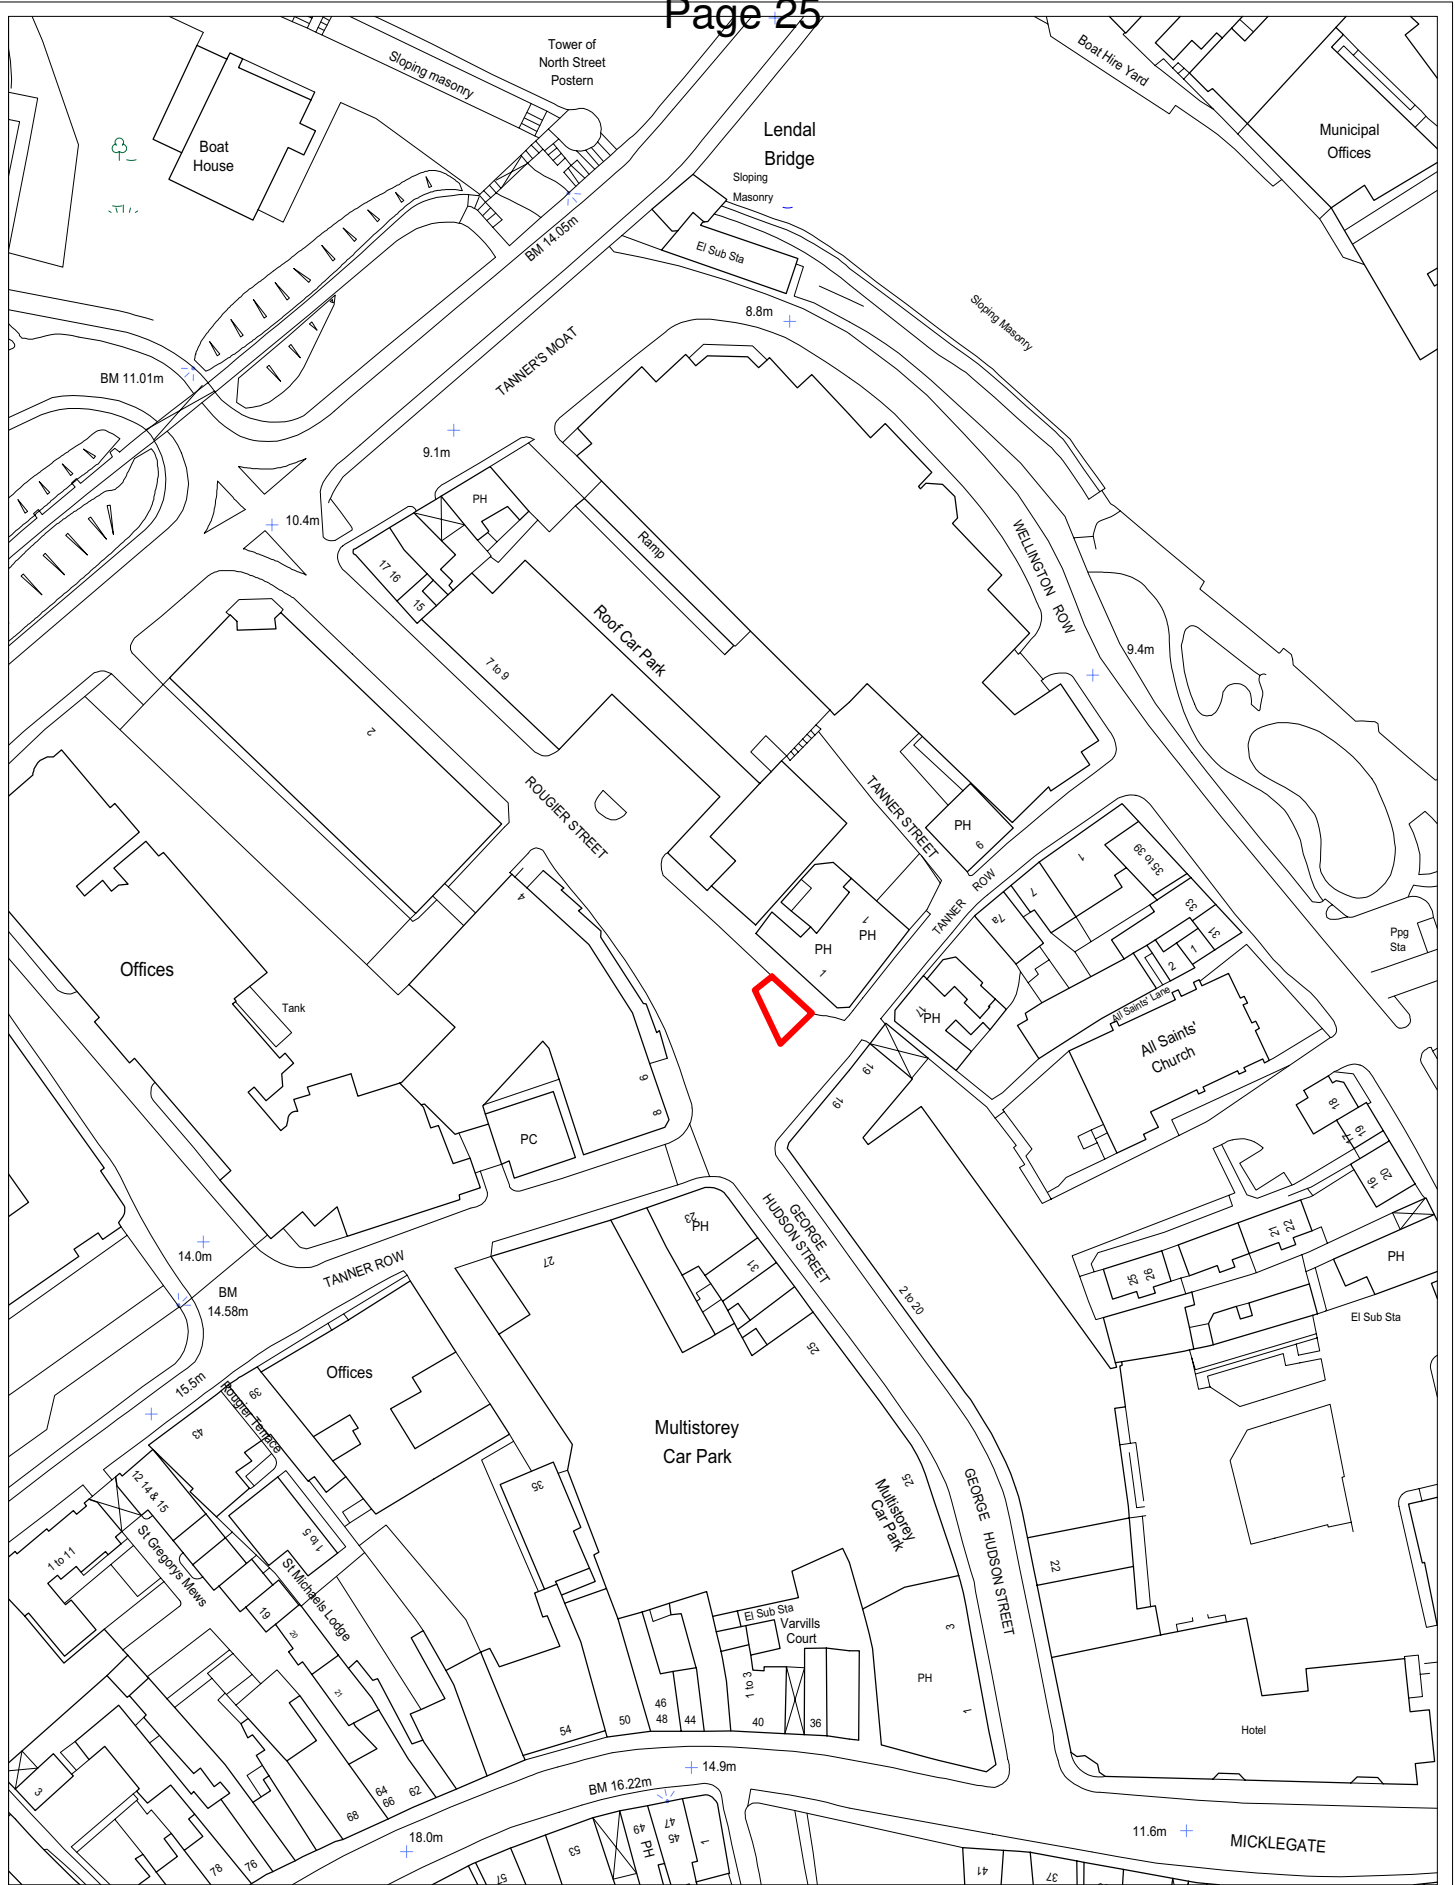 Page 25
Tower of
North Street
Postern
Sloping masonry
Boat Hire Yard
Boat
House
Lendal
Bridge
Municipal
Offices
Sloping
Masonry
BM 14.05m
El Sub Sta
8.8m
Sloping Masonry
TANNER'S MOAT
BM 11.01m
9.1m
PH
10.4m
17 16
15
Ramp
WELLINGTON ROW
Roof Car Park
7 to 9
9.4m
2
ROUGIER STREET
TANNER STREET
PH
6
TANNER ROW
1
35 to 39
7
7a
33
31
1
2
4
1
PH
PH
1
Ppg
Sta
Offices
Tank
All Saints' Lane
17
PH
All Saints'
Church
19
19
6
8
PC
18
19
17
20
16
GEORGE
HUDSON STREET
23
PH
27
31
25
22
21
26
25
PH
El Sub Sta
14.0m
BM
14.58m
TANNER ROW
2 to 20
15.5m
Offices
39
Rougier Terrace
43
Multistorey
Car Park
25
Multistorey
Car Park
GEORGE HUDSON STREET
12 14 & 15
35
1 to 5
1 to 11
St Gregorys Mews
St Michaels Lodge
19
20
21
22
El Sub Sta
Varvills
Court
3
PH
1
1 to 3
46
48
44
40
36
50
54
Hotel
3
64
66
62
68
76
78
14.9m
BM 16.22m
18.0m
11.6m
MICKLEGATE
57
53
49
PH
47
45
1
41
37